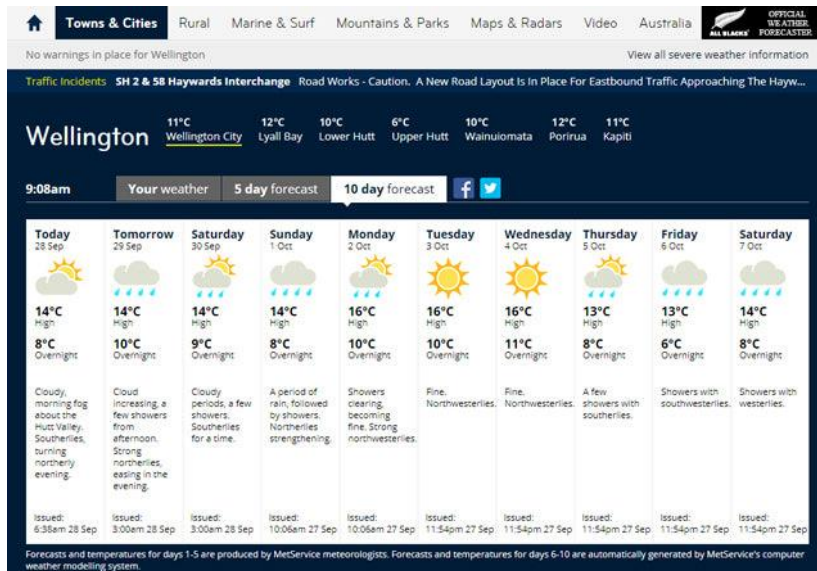 Towns & Cities Rural Marine & Surf Mountains & Parks Maps & Radars Video Australia
ALL BLACKS
OFFICIAL
WEATHER
FORECASTER
No warnings in place for Wellington View all severe weather information
Traffic Incidents SH 2 & 58 Haywards Interchange Road Works - Caution. A New Road Layout Is In Place For Eastbound Traffic Approaching The Hayw...
Wellington
11°C 12°C 10°C 6°C 10°C 12°C 11°C
Wellington City Lyall Bay Lower Hutt Upper Hutt Wainuiomata Porirua Kapiti
9:08am Your weather 5 day forecast 10 day forecast
Today
28 Sep
14°C
High
8°C
Overnight
Cloudy,
morning fog
about the
Hutt Valley.
Southerlies,
turning
northerly
evening.
Issued:
6:38am 28 Sep
Tomorrow
29 Sep
14°C
High
10°C
Overnight
Cloud
increasing, a
few showers
from
afternoon.
Strong
northerlies,
easing in the
evening.
Issued:
3:00am 28 Sep
Saturday
30 Sep
14°C
High
9°C
Overnight
Cloudy
periods, a few
showers.
Southerlies
for a time.
Issued:
3:00am 28 Sep
Sunday
1 Oct
14°C
High
8°C
Overnight
A period of
rain, followed
by showers.
Northerlies
strengthening.
Issued:
10:06am 27 Sep
Monday
2 Oct
16°C
High
10°C
Overnight
Showers
clearing,
becoming
fine. Strong
northwesterlies.
Issued:
10:06am 27 Sep
Tuesday
3 Oct
16°C
High
10°C
Overnight
Fine.
Northwesterlies.
Issued:
11:54pm 27 Sep
Wednesday
4 Oct
16°C
High
11°C
Overnight
Fine.
Northwesterlies.
Issued:
11:54pm 27 Sep
Thursday
5 Oct
13°C
High
8°C
Overnight
A few
showers with
southerlies.
Issued:
11:54pm 27 Sep
Friday
6 Oct
13°C
High
6°C
Overnight
Showers with
southwesterlies.
Issued:
11:54pm 27 Sep
Saturday
7 Oct
14°C
High
8°C
Overnight
Showers with
westerlies.
Issued:
11:54pm 27 Sep
Forecasts and temperatures for days 1-5 are produced by MetService meteorologists. Forecasts and temperatures for days 6-10 are automatically generated by MetService's computer
weather modelling system.